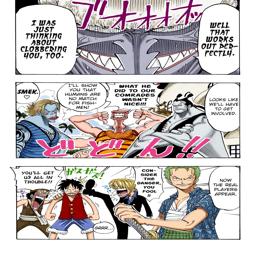 WELL
THAT
WORKS
OUT PER-
FECTLY.
I WAS
JUST
THINKING
ABOUT
CLOBBERING
YOU, TOO.
LOOKS LIKE
WE'LL HAVE
TO GET
INVOLVED.
WHAT HE
DID TO OUR
COMRADES
WASN'T
NICE!!!
I'LL SHOW
YOU THAT
HUMANS ARE
NO MATCH
FOR FISH-
MEN!
SMEK.
NOW
THE REAL
PLAYERS
APPEAR.
CON-
SIDER
THE
DANGER,
YOU
FOOL
GRRR...
YOU'LL GET
US ALL IN
TROUBLE!!